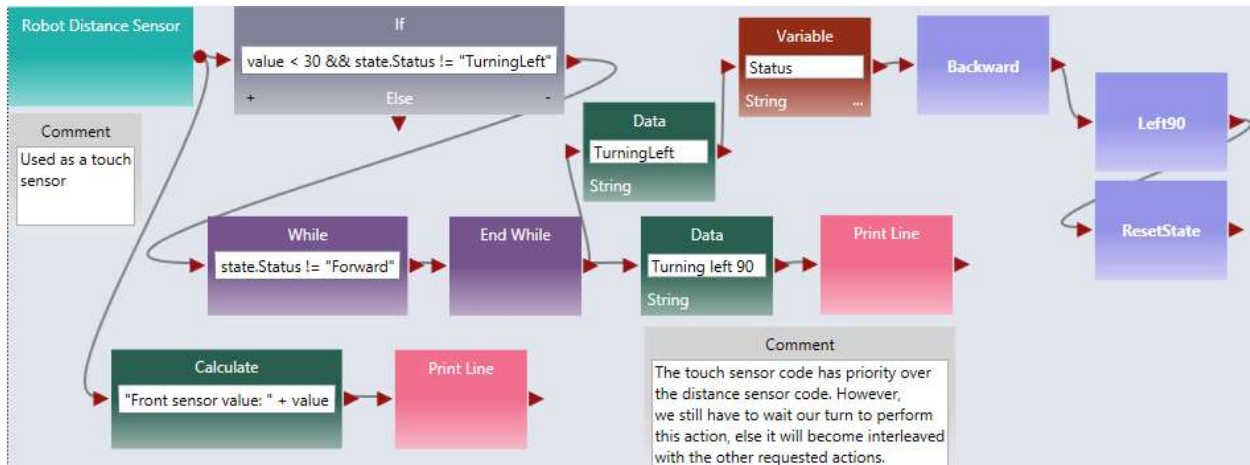 Robot Distance Sensor
If
value < 30 && state.Status != "TurningLeft"
+ Else -
Comment
Used as a touch
sensor
Variable
Status
String ...
Backward
Left90
ResetState
Data
TurningLeft
String
While
state.Status != "Forward"
End While
Data
Turning left 90
String
Print Line
Calculate
"Front sensor value: " + value
Print Line
Comment
The touch sensor code has priority over
the distance sensor code. However,
we still have to wait our turn to perform
this action, else it will become interleaved
with the other requested actions.